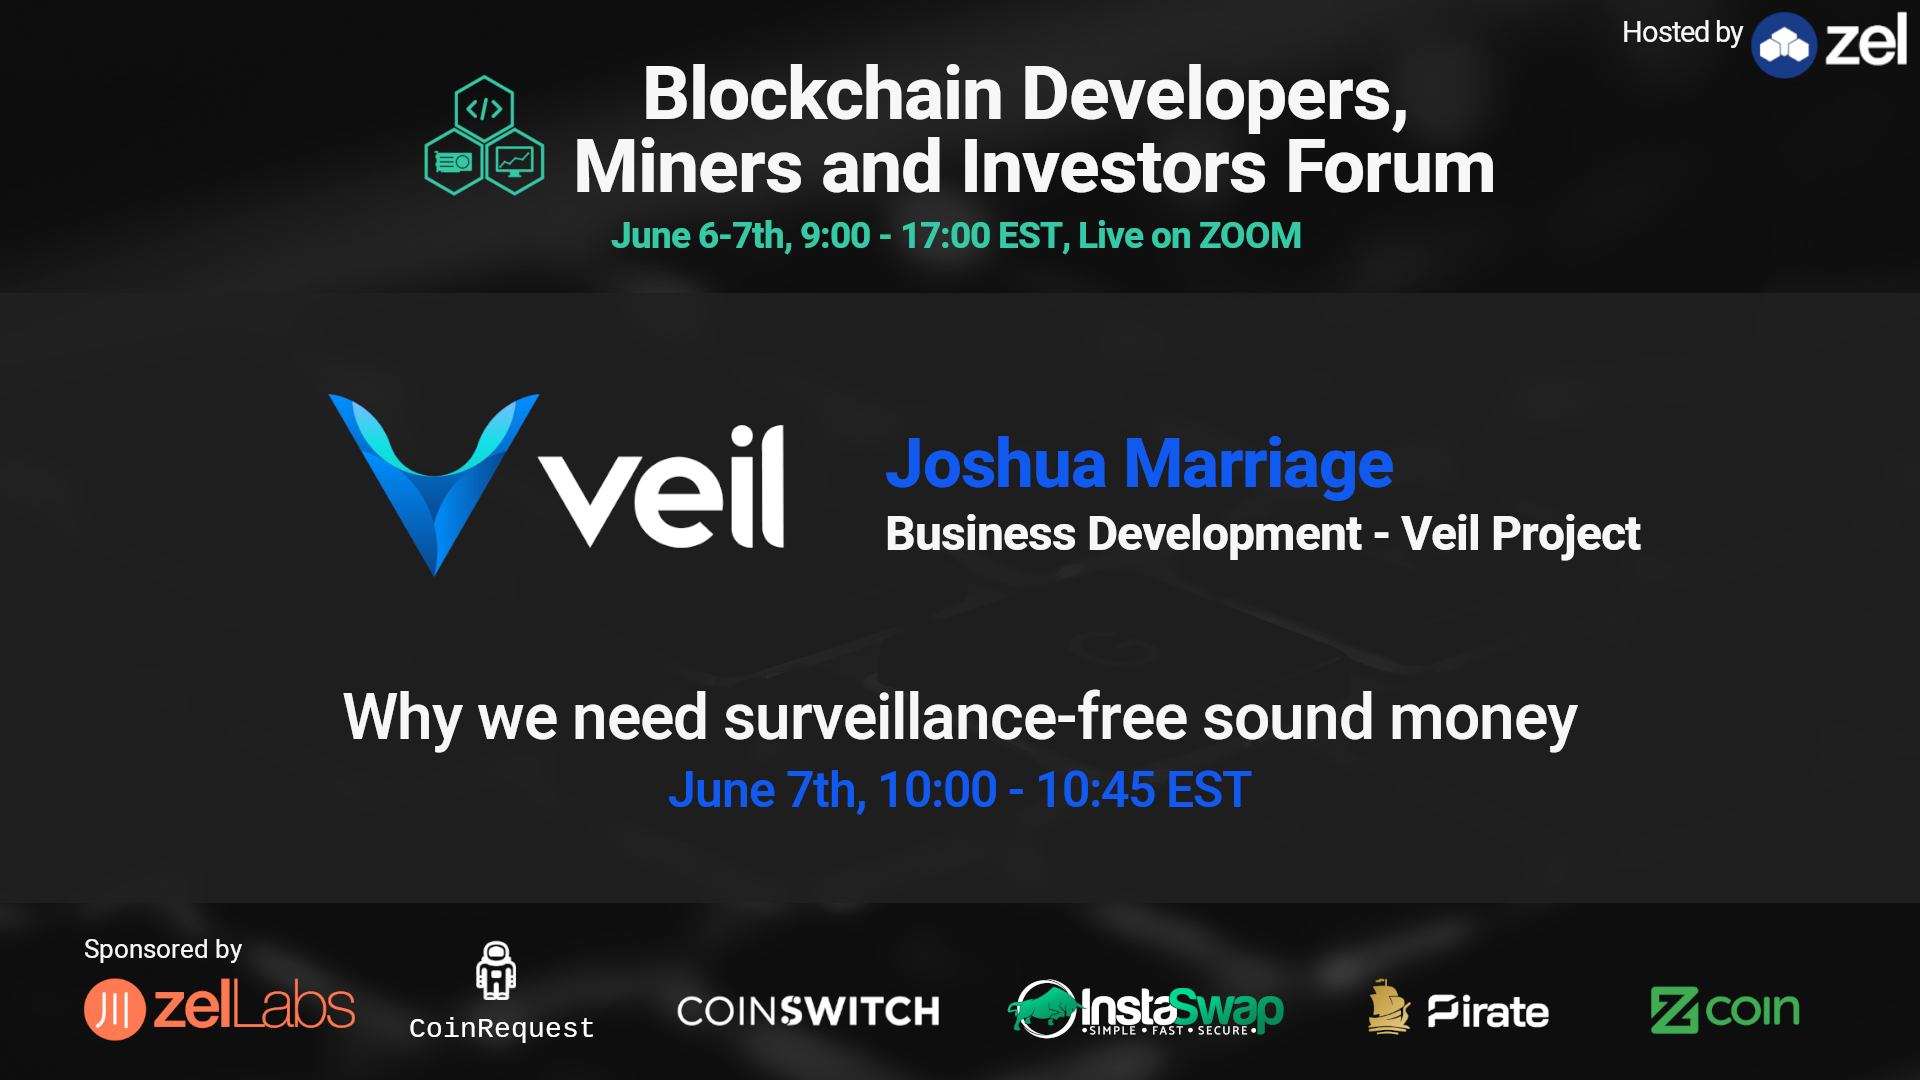 Hosted by zel
Blockchain Developers,
Miners and Investors Forum
June 6-7th, 9:00 - 17:00 EST, Live on ZOOM
veil
Joshua Marriage
Business Development - Veil Project
Why we need surveillance-free sound money
June 7th, 10:00 - 10:45 EST
Sponsored by
zelLabs
CoinRequest
COINSWITCH
InstaSwap
•SIMPLE•FAST•SECURE•
Pirate
Zcoin